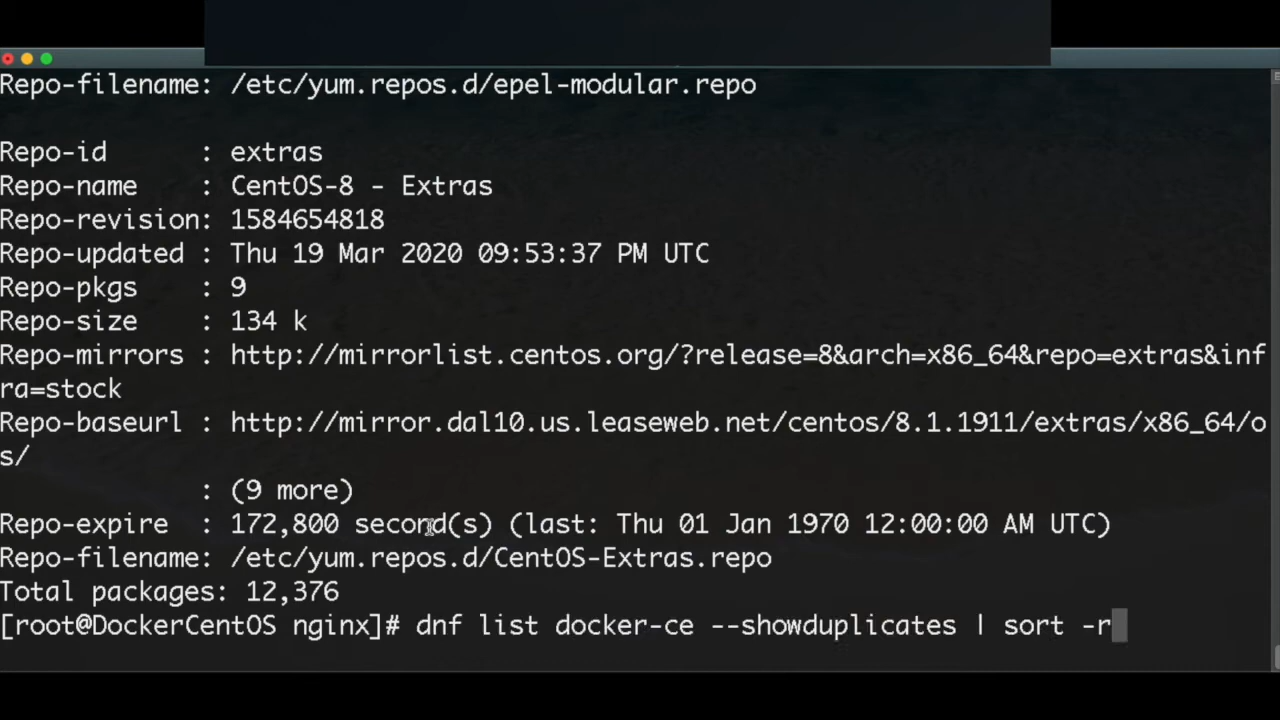 Repo-filename: /etc/yum.repos.d/epel-modular.repo
Repo-id      : extras
Repo-name    : CentOS-8 - Extras
Repo-revision: 1584654818
Repo-updated : Thu 19 Mar 2020 09:53:37 PM UTC
Repo-pkgs    : 9
Repo-size    : 134 k
Repo-mirrors : http://mirrorlist.centos.org/?release=8&arch=x86_64&repo=extras&inf
ra=stock
Repo-baseurl : http://mirror.dal10.us.leaseweb.net/centos/8.1.1911/extras/x86_64/o
s/
             : (9 more)
Repo-expire  : 172,800 second(s) (last: Thu 01 Jan 1970 12:00:00 AM UTC)
Repo-filename: /etc/yum.repos.d/CentOS-Extras.repo
Total packages: 12,376
[root@DockerCentOS nginx]# dnf list docker-ce --showduplicates | sort -r